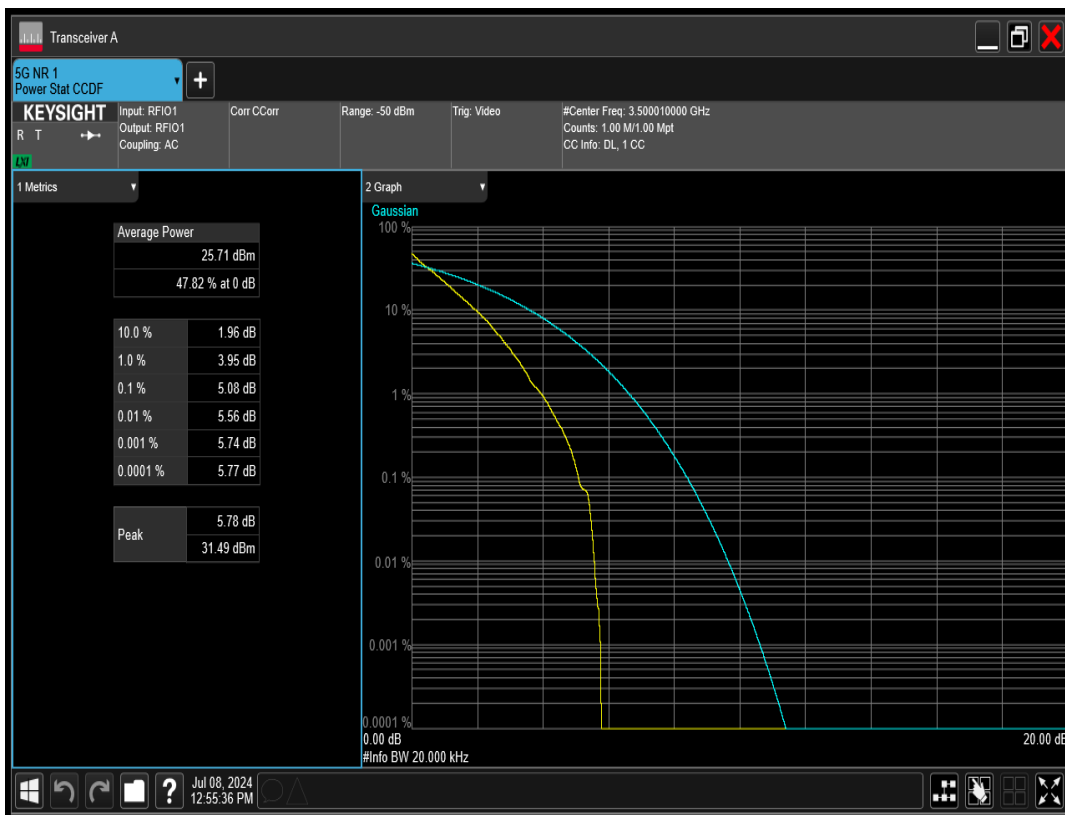 Transceiver A
5G NR 1
Power Stat CCDF
+
KEYSIGHT
R T
LXI
Input: RFIO1
Output: RFIO1
Coupling: AC
Corr CCorr
Range: -50 dBm
Trig: Video
#Center Freq: 3.500010000 GHz
Counts: 1.00 M/1.00 Mpt
CC Info: DL, 1 CC
1 Metrics
Average Power
25.71 dBm
47.82 % at 0 dB
10.0 % 1.96 dB
1.0 % 3.95 dB
0.1 % 5.08 dB
0.01 % 5.56 dB
0.001 % 5.74 dB
0.0001 % 5.77 dB
Peak
5.78 dB
31.49 dBm
2 Graph
Gaussian
100 %
10 %
1 %
0.1 %
0.01 %
0.001 %
0.0001 %
0.00 dB 20.00 dB
#Info BW 20.000 kHz
?
Jul 08, 2024
12:55:36 PM